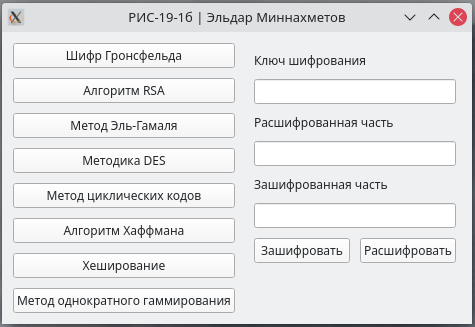 РИС-19-1б | Эльдар Миннахметов
Шифр Гронсфельда
Алгоритм RSA
Метод Эль-Гамаля
Методика DES
Метод циклических кодов
Алгоритм Хаффмана
Хеширование
Метод однократного гаммирования
Ключ шифрования
Расшифрованная часть
Зашифрованная часть
Зашифровать
Расшифровать